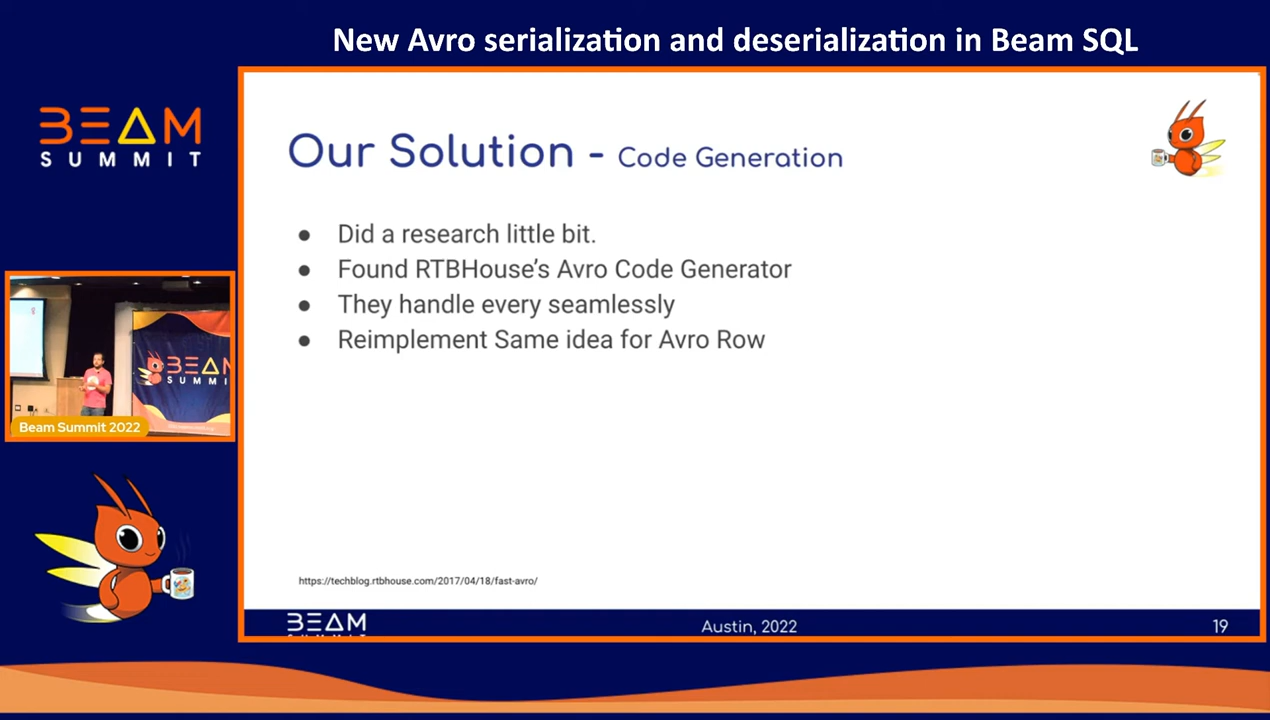 New Avro serialization and deserialization in Beam SQL
BEAM
SUMMIT
Our Solution - Code Generation
● Did a research little bit.
● Found RTBHouse's Avro Code Generator
● They handle every seamlessly
● Reimplement Same idea for Avro Row
BEAM
SUMMI
Beam Summit 2022
https://techblog.rtbhouse.com/2017/04/18/fast-avro/
BEAM
Austin, 2022
19